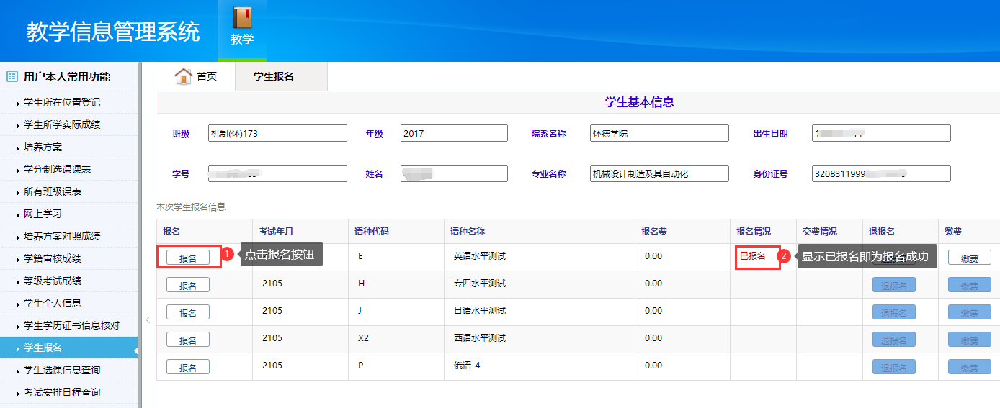 教学信息管理系统
教学
用户本人常用功能
学生所在位置登记
学生所学实际成绩
培养方案
学分制选课课表
所有班级课表
网上学习
培养方案对照成绩
学籍审核成绩
等级考试成绩
学生个人信息
学生学历证书信息核对
学生报名
学生选课信息查询
考试安排日程查询
首页 学生报名
学生基本信息
班级 机制(怀)173 年级 2017 院系名称 怀德学院 出生日期
学号 姓名 专业名称 机械设计制造及其自动化 身份证号 3208311999
本次学生报名信息
报名 考试年月 语种代码 语种名称 报名费 报名情况 交费情况 退报名 缴费
报名 1 点击报名按钮 E 英语水平测试 0.00 已报名 2 显示已报名即为报名成功 缴费
报名 2105 H 专四水平测试 0.00 退报名 缴费
报名 2105 J 日语水平测试 0.00 退报名 缴费
报名 2105 X2 西语水平测试 0.00 退报名 缴费
报名 2105 P 俄语-4 0.00 退报名 缴费